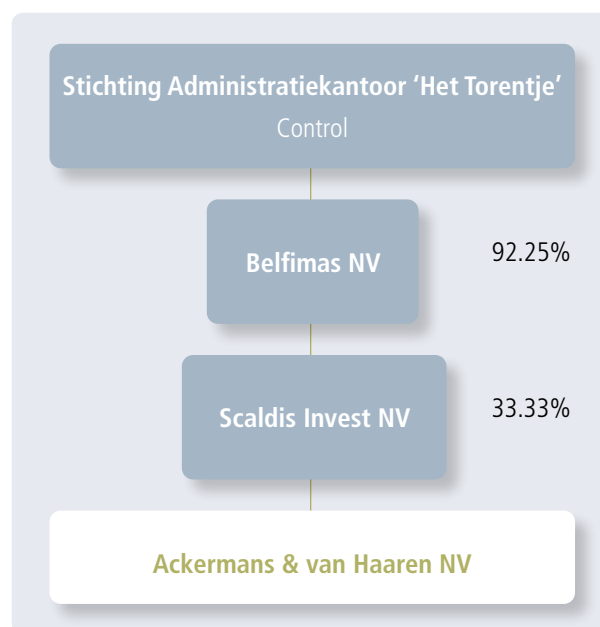 Stichting Administratiekantoor ‘Het Torentje’
Control
Belfimas NV
92.25%
Scaldis Invest NV
33.33%
Ackermans & van Haaren NV